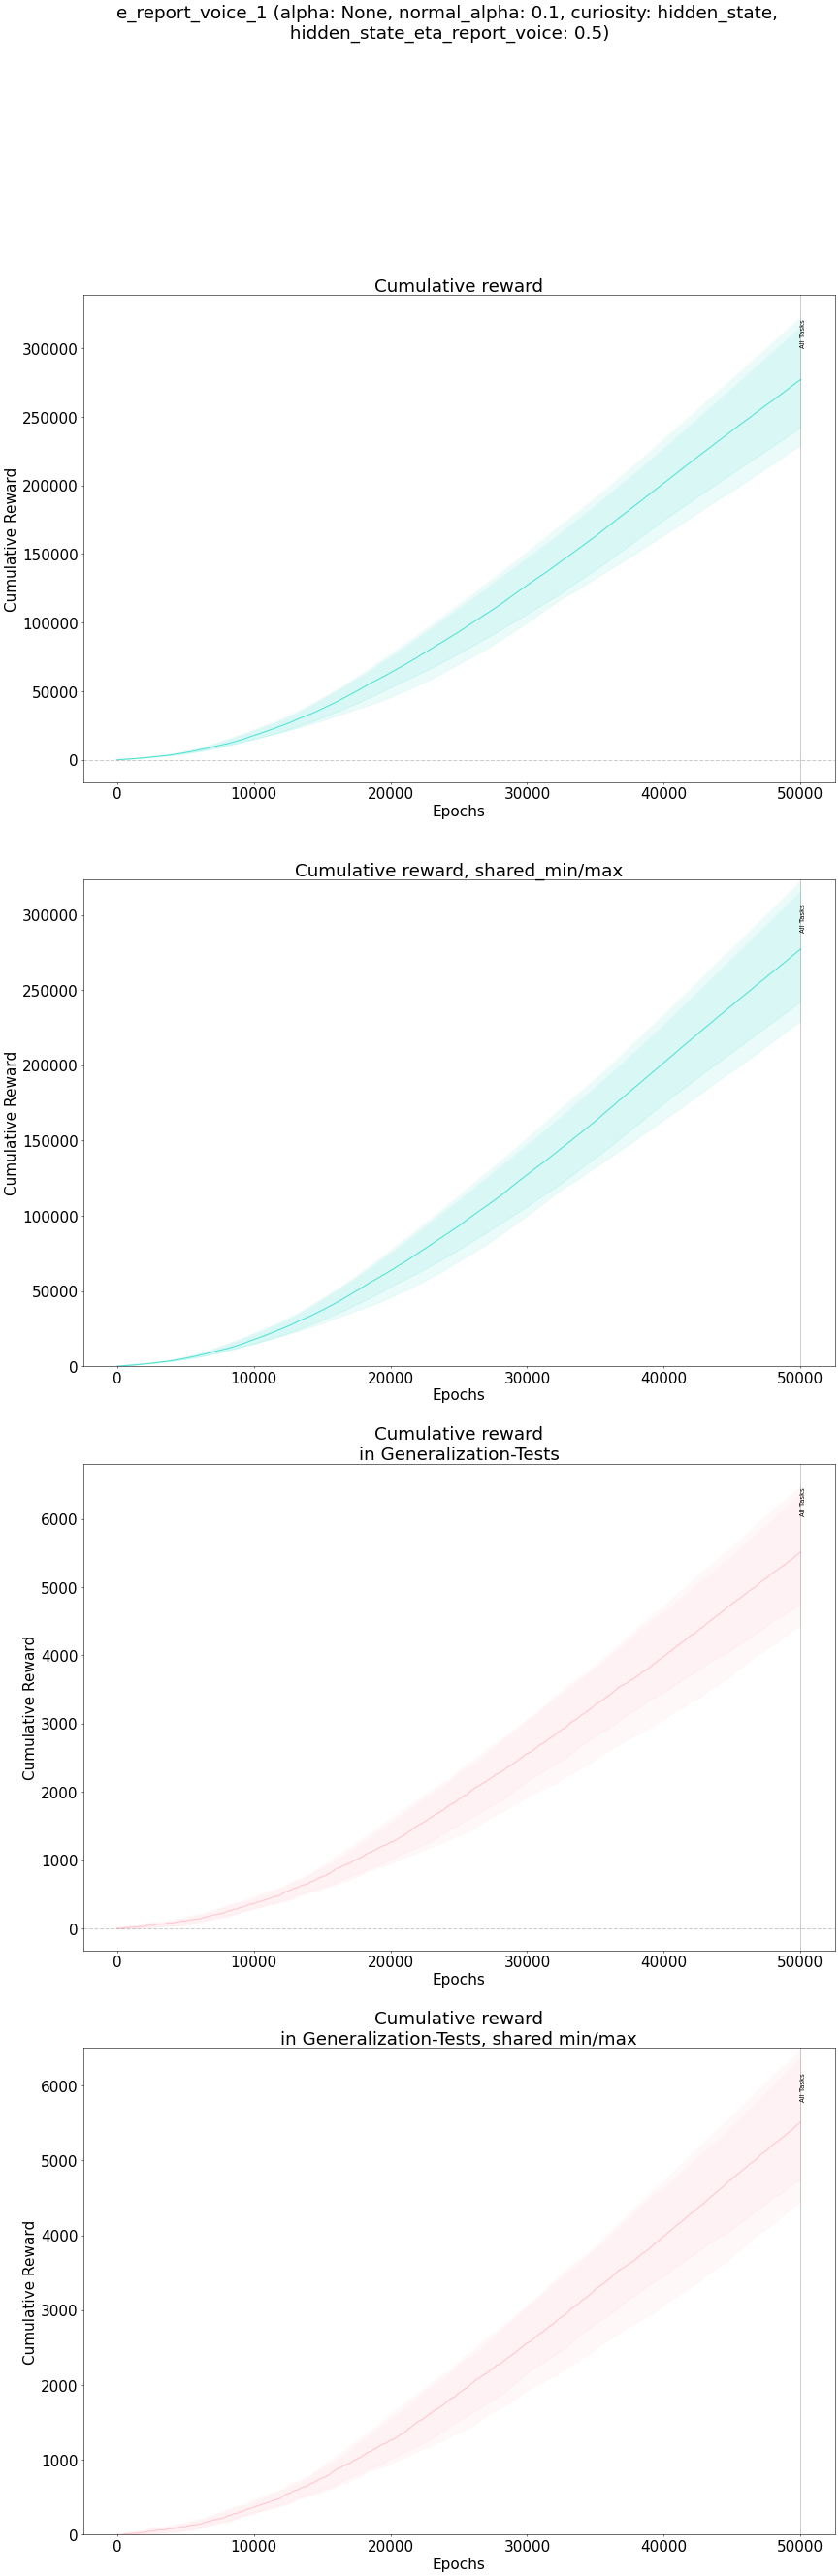 e_report_voice_1 (alpha: None, normal_alpha: 0.1, curiosity: hidden_state,
hidden_state_eta_report_voice: 0.5)
Cumulative reward
All Tasks
300000
250000
200000
150000
100000
50000
0
Cumulative Reward
0 10000 20000 30000 40000 50000
Epochs
Cumulative reward, shared_min/max
All Tasks
300000
250000
200000
150000
100000
50000
0
Cumulative Reward
0 10000 20000 30000 40000 50000
Epochs
Cumulative reward
in Generalization-Tests
All Tasks
6000
5000
4000
3000
2000
1000
0
Cumulative Reward
0 10000 20000 30000 40000 50000
Epochs
Cumulative reward
in Generalization-Tests, shared min/max
All Tasks
6000
5000
4000
3000
2000
1000
0
Cumulative Reward
0 10000 20000 30000 40000 50000
Epochs